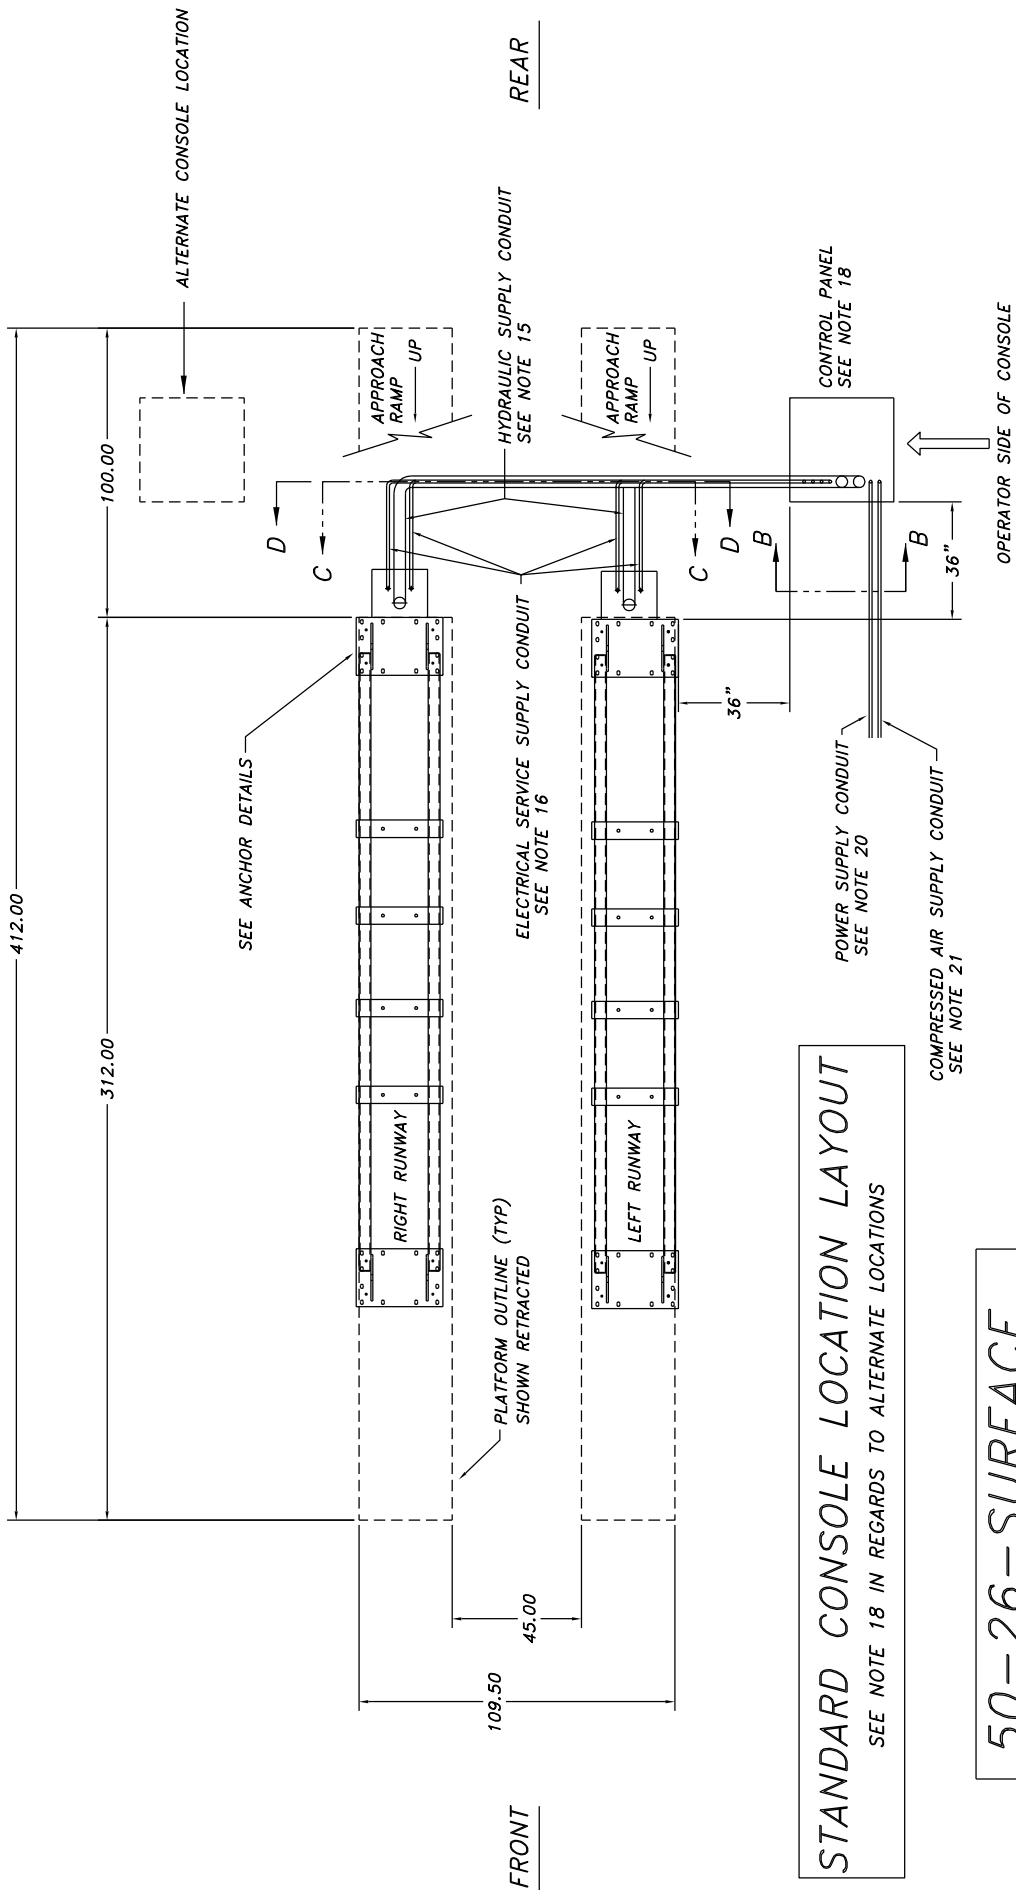 412.00
312.00
100.00
ALTERNATE CONSOLE LOCATION
SEE ANCHOR DETAILS
D
C
APPROACH
RAMP
UP
RIGHT RUNWAY
PLATFORM OUTLINE (TYP)
SHOWN RETRACTED
ELECTRICAL SERVICE SUPPLY CONDUIT
SEE NOTE 16
HYDRAULIC SUPPLY CONDUIT
SEE NOTE 15
FRONT
REAR
109.50
45.00
LEFT RUNWAY
APPROACH
RAMP
UP
C
D
B
B
36"
36"
CONTROL PANEL
SEE NOTE 18
POWER SUPPLY CONDUIT
SEE NOTE 20
COMPRESSED AIR SUPPLY CONDUIT
SEE NOTE 21
OPERATOR SIDE OF CONSOLE
STANDARD CONSOLE LOCATION LAYOUT
SEE NOTE 18 IN REGARDS TO ALTERNATE LOCATIONS
50-26-SURFACE